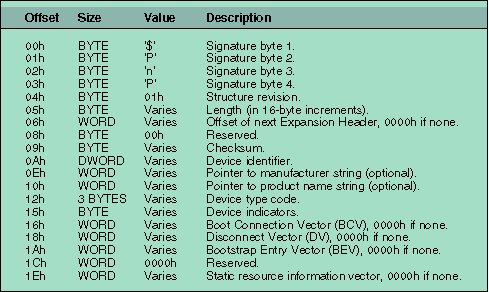 Offset Size Value Description
00h BYTE '$' Signature byte 1.
01h BYTE 'P' Signature byte 2.
02h BYTE 'n' Signature byte 3.
03h BYTE 'P' Signature byte 4.
04h BYTE 01h Structure revision.
05h BYTE Varies Length (in 16-byte increments).
06h WORD Varies Offset of next Expansion Header, 0000h if none.
08h BYTE 00h Reserved.
09h BYTE Varies Checksum.
0Ah DWORD Varies Device identifier.
0Eh WORD Varies Pointer to manufacturer string (optional).
10h WORD Varies Pointer to product name string (optional).
12h 3 BYTES Varies Device type code.
15h BYTE Varies Device indicators.
16h WORD Varies Boot Connection Vector (BCV), 0000h if none.
18h WORD Varies Disconnect Vector (DV), 0000h if none.
1Ah WORD Varies Bootstrap Entry Vector (BEV), 0000h if none.
1Ch WORD 0000h Reserved.
1Eh WORD Varies Static resource information vector, 0000h if none.